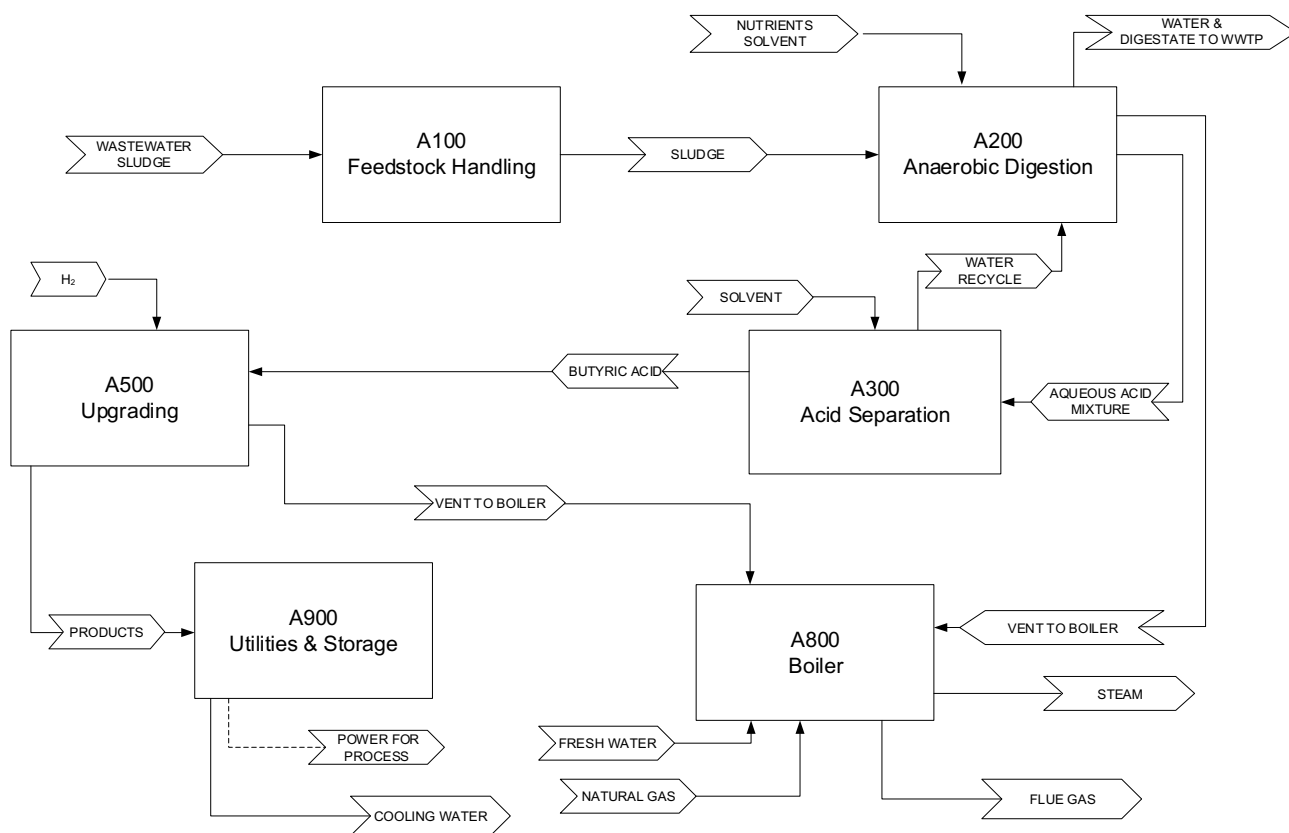 NUTRIENTS
SOLVENT
WATER &
DIGESTATE TO WWTP
WASTEWATER
SLUDGE
A100
Feedstock Handling
SLUDGE
A200
Anaerobic Digestion
H₂
SOLVENT
WATER
RECYCLE
A500
Upgrading
BUTYRIC ACID
A300
Acid Separation
AQUEOUS ACID
MIXTURE
VENT TO BOILER
PRODUCTS
A900
Utilities & Storage
A800
Boiler
VENT TO BOILER
STEAM
POWER FOR
PROCESS
FRESH WATER
NATURAL GAS
FLUE GAS
COOLING WATER